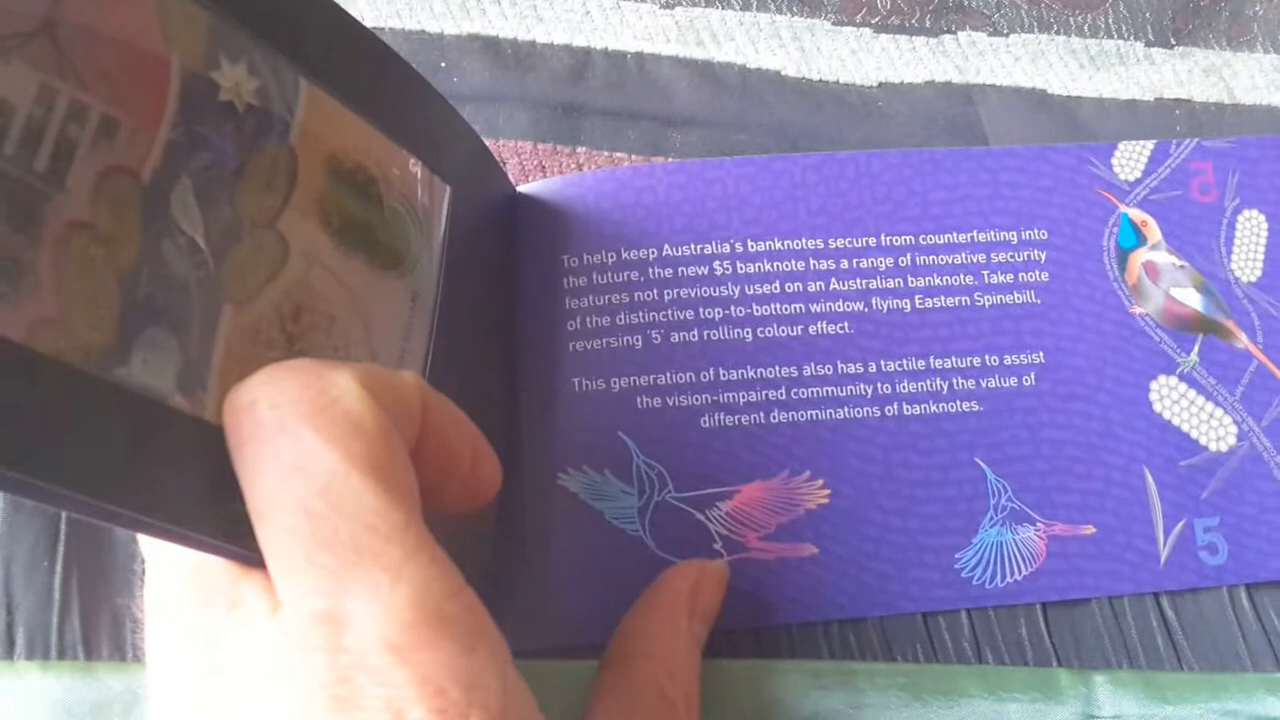 To help keep Australia's banknotes secure from counterfeiting into
the future, the new $5 banknote has a range of innovative security
features not previously used on an Australian banknote. Take note
of the distinctive top-to-bottom window, flying Eastern Spinebill,
reversing '5' and rolling colour effect.
This generation of banknotes also has a tactile feature to assist
the vision-impaired community to identify the value of
different denominations of banknotes.
5
5